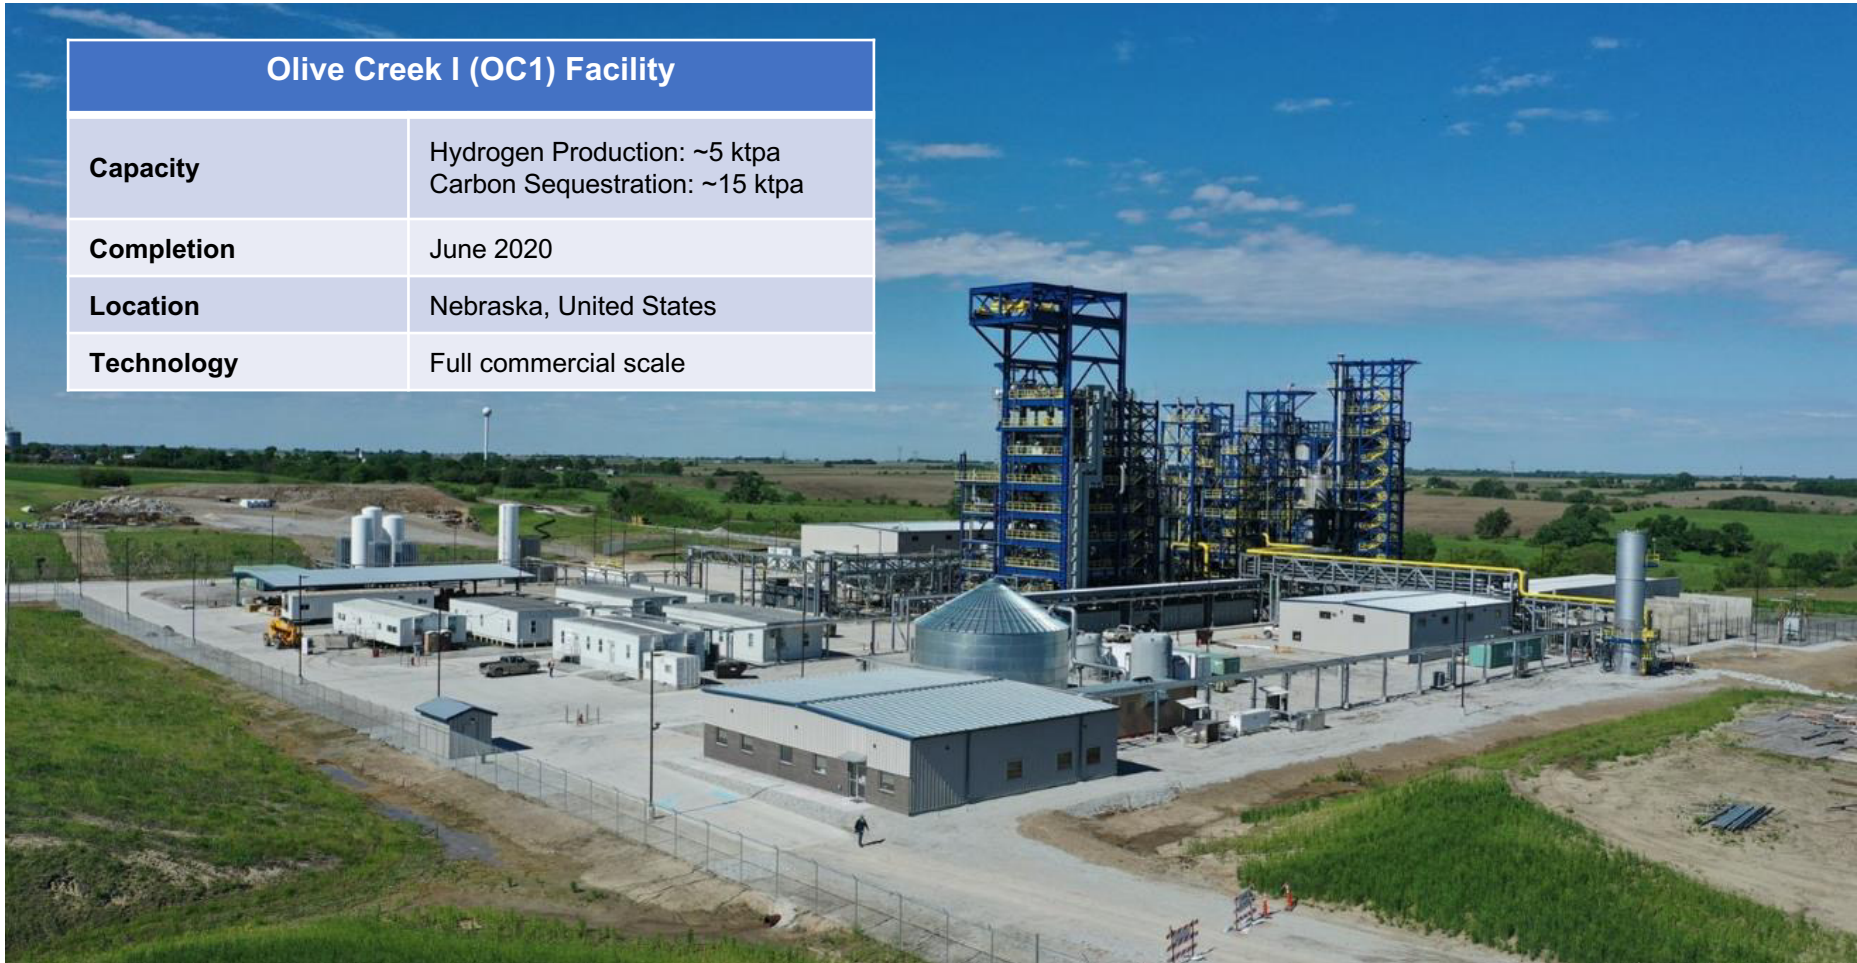 Olive Creek I (OC1) Facility
Capacity
Hydrogen Production: ~5 ktpa
Carbon Sequestration: ~15 ktpa
Completion
June 2020
Location
Nebraska, United States
Technology
Full commercial scale